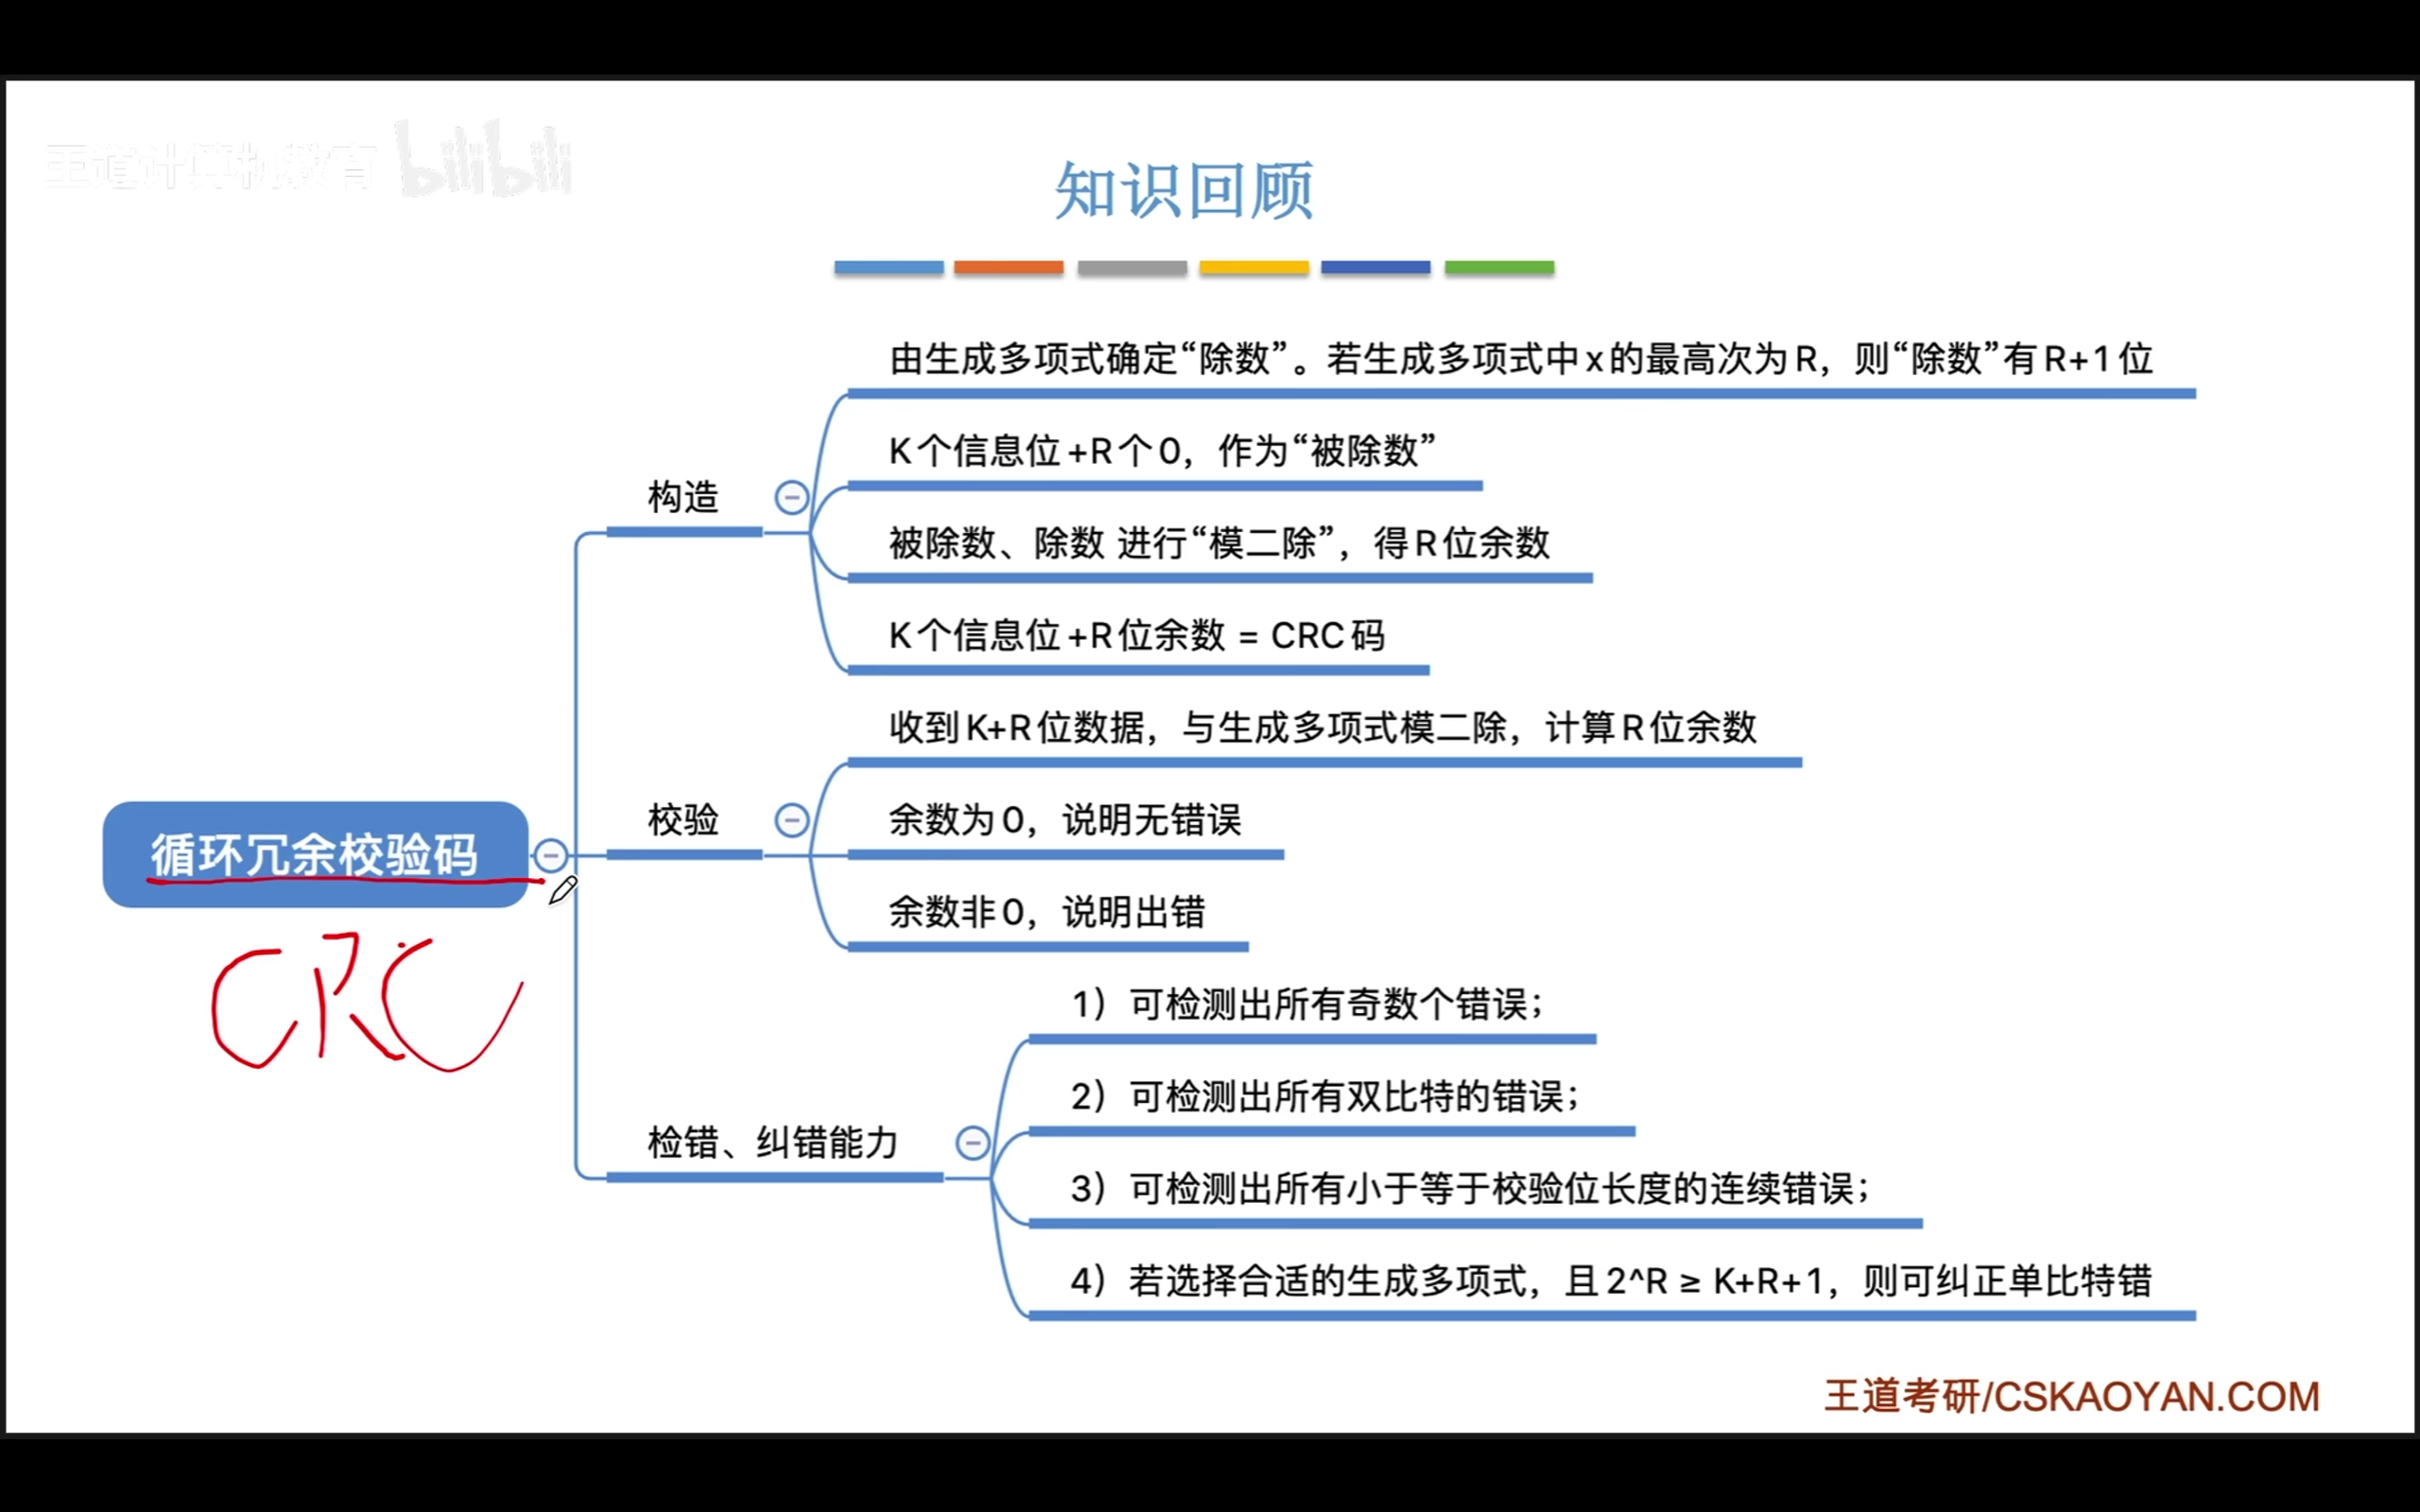 王道计算机教育 bilibili
知识回顾
由生成多项式确定“除数”。若生成多项式中x的最高次为R，则“除数”有R+1位
K个信息位+R个0，作为“被除数”
构造
被除数、除数 进行“模二除”，得R位余数
K个信息位+R位余数 = CRC码
收到K+R位数据，与生成多项式模二除，计算R位余数
校验
余数为0，说明无错误
循环冗余校验码
余数非0，说明出错
CRC
1）可检测出所有奇数个错误；
2）可检测出所有双比特的错误；
检错、纠错能力
3）可检测出所有小于等于校验位长度的连续错误；
4）若选择合适的生成多项式，且2^R ≥ K+R+1，则可纠正单比特错
王道考研/CSKAOYAN.COM